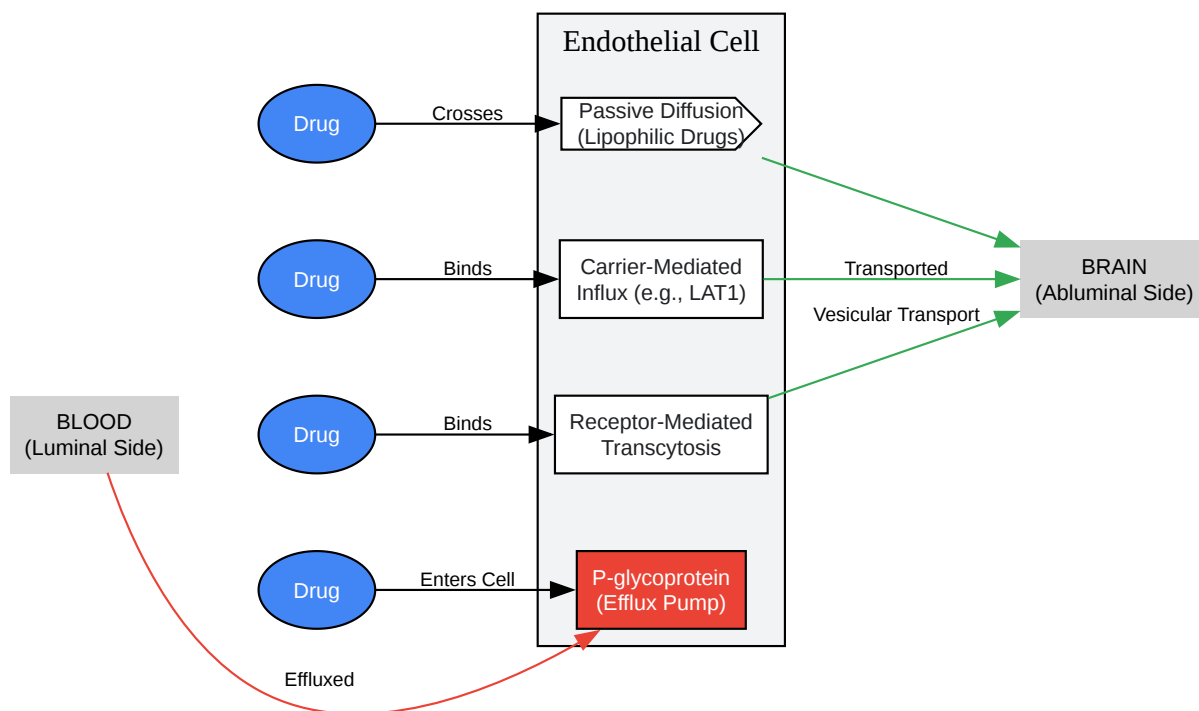 Endothelial Cell
Drug
Crosses
Passive Diffusion
(Lipophilic Drugs)
Drug
Binds
Carrier-Mediated
Influx (e.g., LAT1)
Transported
BRAIN
(Abluminal Side)
Vesicular Transport
BLOOD
(Luminal Side)
Drug
Binds
Receptor-Mediated
Transcytosis
Drug
Enters Cell
P-glycoprotein
(Efflux Pump)
Effluxed